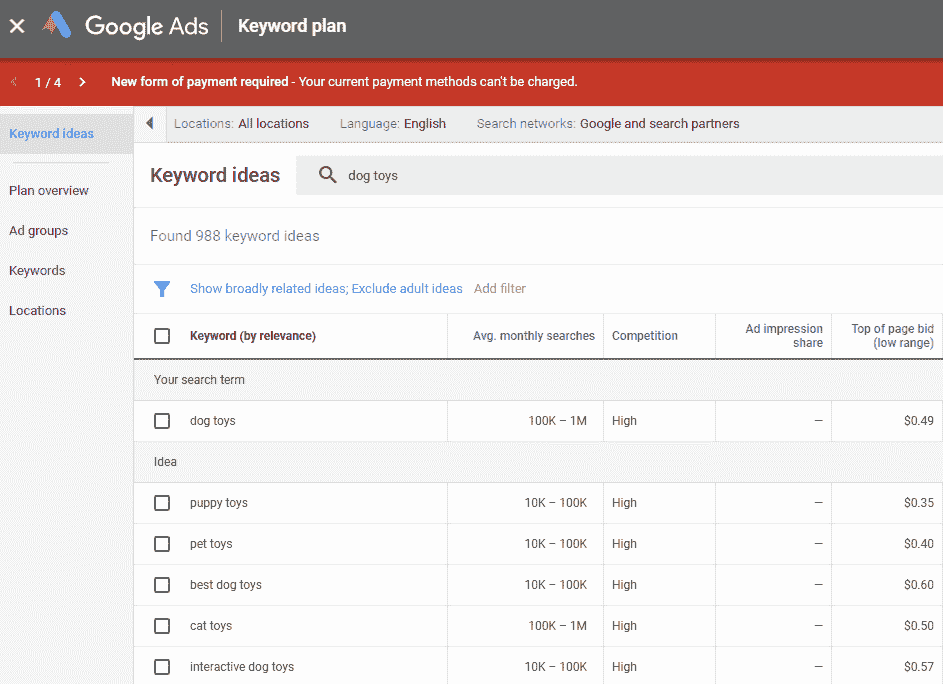 Google Ads Keyword plan
1 / 4 New form of payment required - Your current payment methods can't be charged.
Keyword ideas
Plan overview
Ad groups
Keywords
Locations
Locations: All locations Language: English Search networks: Google and search partners
Keyword ideas dog toys
Found 988 keyword ideas
Show broadly related ideas; Exclude adult ideas Add filter
Keyword (by relevance) Avg. monthly searches Competition Ad impression share Top of page bid (low range)
Your search term
dog toys 100K – 1M High – $0.49
Idea
puppy toys 10K – 100K High – $0.35
pet toys 10K – 100K High – $0.40
best dog toys 10K – 100K High – $0.60
cat toys 100K – 1M High – $0.50
interactive dog toys 10K – 100K High – $0.57